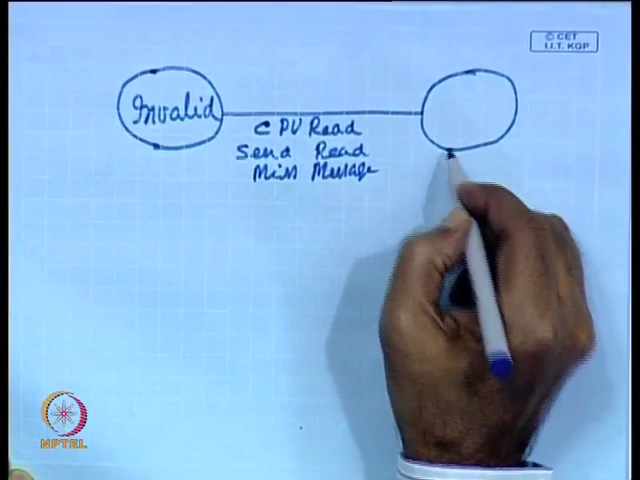 © CET
I.I.T. KGP
Invalid
CPU Read
Send Read
Miss Message
NPTEL